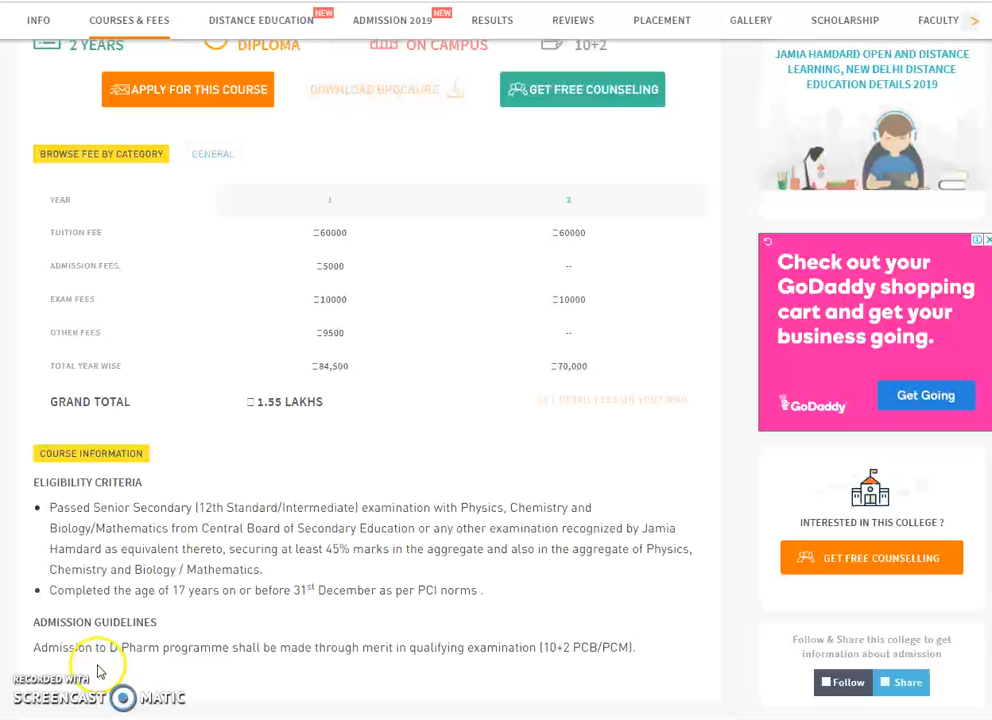 INFO COURSES & FEES DISTANCE EDUCATION NEW ADMISSION 2019 NEW RESULTS REVIEWS PLACEMENT GALLERY SCHOLARSHIP FACULTY >
2 YEARS DIPLOMA ON CAMPUS 10+2
APPLY FOR THIS COURSE DOWNLOAD BROCHURE GET FREE COUNSELING
BROWSE FEE BY CATEGORY GENERAL
YEAR 1 2
TUITION FEE 60000 60000
ADMISSION FEES, 5000 --
EXAM FEES 10000 10000
OTHER FEES 9500 --
TOTAL YEAR WISE 84,500 70,000
GRAND TOTAL 1.55 LAKHS
COURSE INFORMATION
ELIGIBILITY CRITERIA
• Passed Senior Secondary (12th Standard/Intermediate) examination with Physics, Chemistry and
Biology/Mathematics from Central Board of Secondary Education or any other examination recognized by Jamia
Hamdard as equivalent thereto, securing at least 45% marks in the aggregate and also in the aggregate of Physics,
Chemistry and Biology / Mathematics.
• Completed the age of 17 years on or before 31st December as per PCI norms .
ADMISSION GUIDELINES
Admission to D Pharm programme shall be made through merit in qualifying examination (10+2 PCB/PCM).
RECORDED WITH
SCREENCAST MATIC
JAMIA HAMDARD OPEN AND DISTANCE
LEARNING, NEW DELHI DISTANCE
EDUCATION DETAILS 2019
Check out your
GoDaddy shopping
cart and get your
business going.
GoDaddy Get Going
INTERESTED IN THIS COLLEGE ?
GET FREE COUNSELLING
Follow & Share this college to get
information about admission
Follow Share